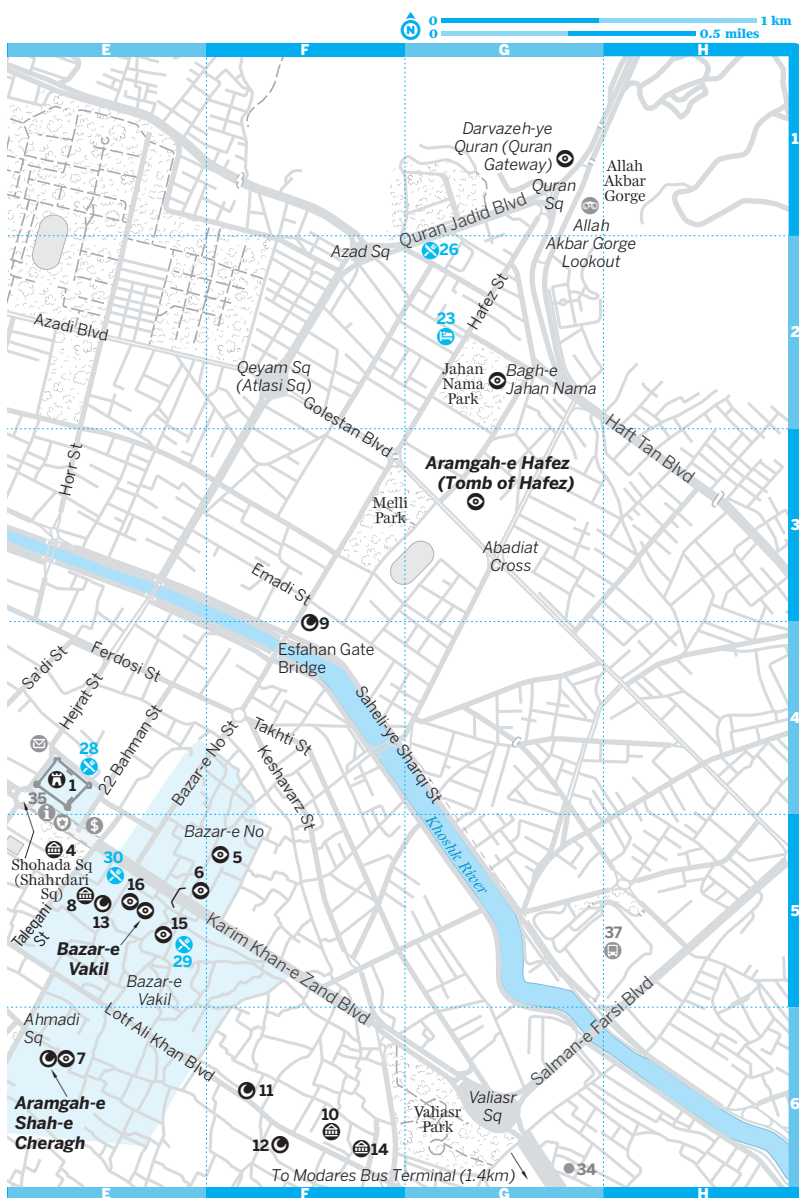 N
0
1 km
0
0.5 miles
E
F
G
H
1
Darvazeh-ye
Quran (Quran
Gateway)
Quran
Sq
Allah
Akbar
Gorge
Allah
Akbar Gorge
Lookout
Quran Jadid Blvd
Azad Sq
26
Hafez St
23
2
Azadi Blvd
Qeyam Sq
(Atlasi Sq)
Jahan
Nama
Park
Bagh-e
Jahan Nama
Golestan Blvd
Haft Tan Blvd
Horr St
Aramgah-e Hafez
(Tomb of Hafez)
Melli
Park
3
Abadiat
Cross
Emadi St
9
Esfahan Gate
Bridge
Sa'di St
Ferdosi St
Hejrat St
22 Bahman St
Saheli-ye Sharqi St
4
Bazar-e No St
Takhti St
Keshavarz St
28
1
35
i
$
Khoshk River
Bazar-e No
4
30
5
Shohada Sq
(Shahrdari
Sq)
6
16
8
13
15
5
Taleqani
St
Karim Khan-e Zand Blvd
37
Bazar-e
Vakil
29
Bazar-e
Vakil
Salman-e Farsi Blvd
Ahmadi
Sq
Lotf Ali Khan Blvd
7
Aramgah-e
Shah-e
Cheragh
11
10
Valiasr
Park
Valiasr
Sq
6
12
14
34
To Modares Bus Terminal (1.4km)
E
F
G
H